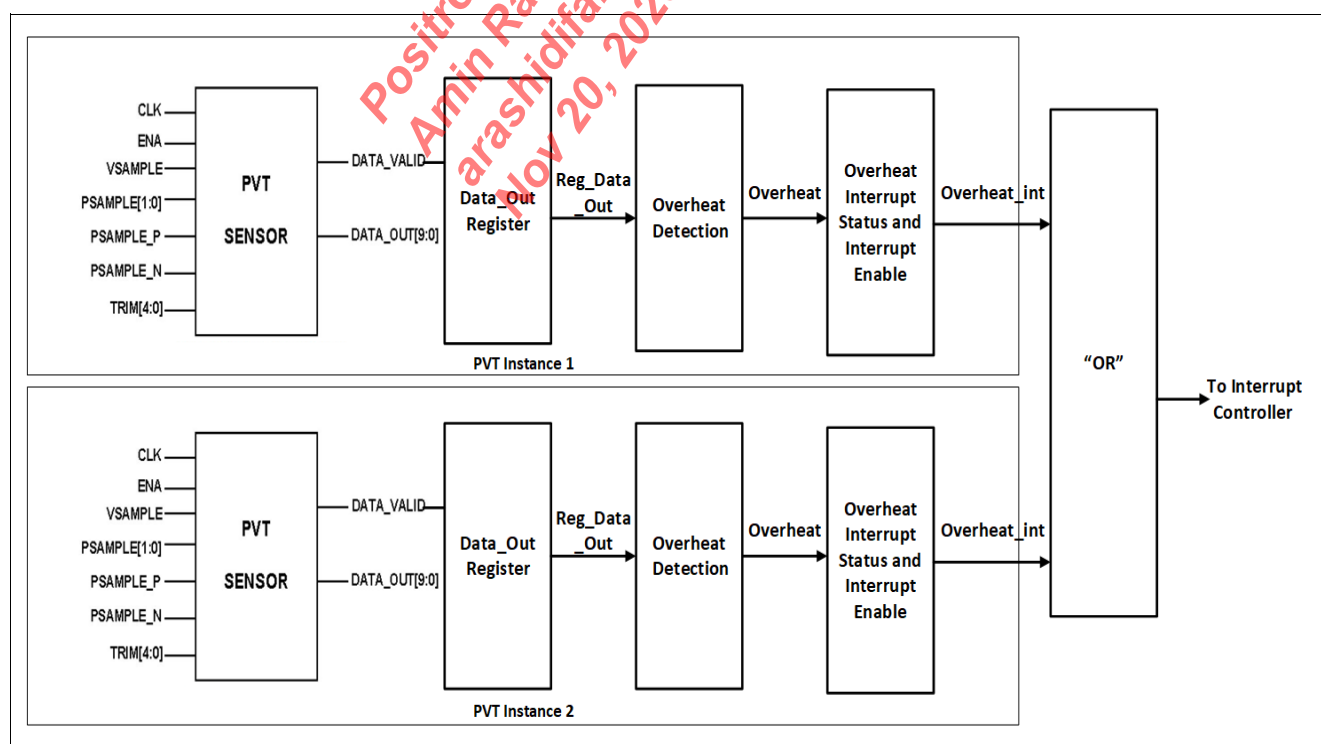 Amin
Nov 20,
CLK
ENA
VSAMPLE
PSAMPLE[1:0]
PSAMPLE_P
PSAMPLE_N
TRIM[4:0]
PVT
SENSOR
DATA_VALID
DATA_OUT[9:0]
Data_Out
Register
Reg_Data
_Out
Overheat
Detection
Overheat
Overheat
Interrupt
Status and
Interrupt
Enable
Overheat_int
PVT Instance 1
"OR"
To Interrupt
Controller
CLK
ENA
VSAMPLE
PSAMPLE[1:0]
PSAMPLE_P
PSAMPLE_N
TRIM[4:0]
PVT
SENSOR
DATA_VALID
DATA_OUT[9:0]
Data_Out
Register
Reg_Data
_Out
Overheat
Detection
Overheat
Overheat
Interrupt
Status and
Interrupt
Enable
Overheat_int
PVT Instance 2